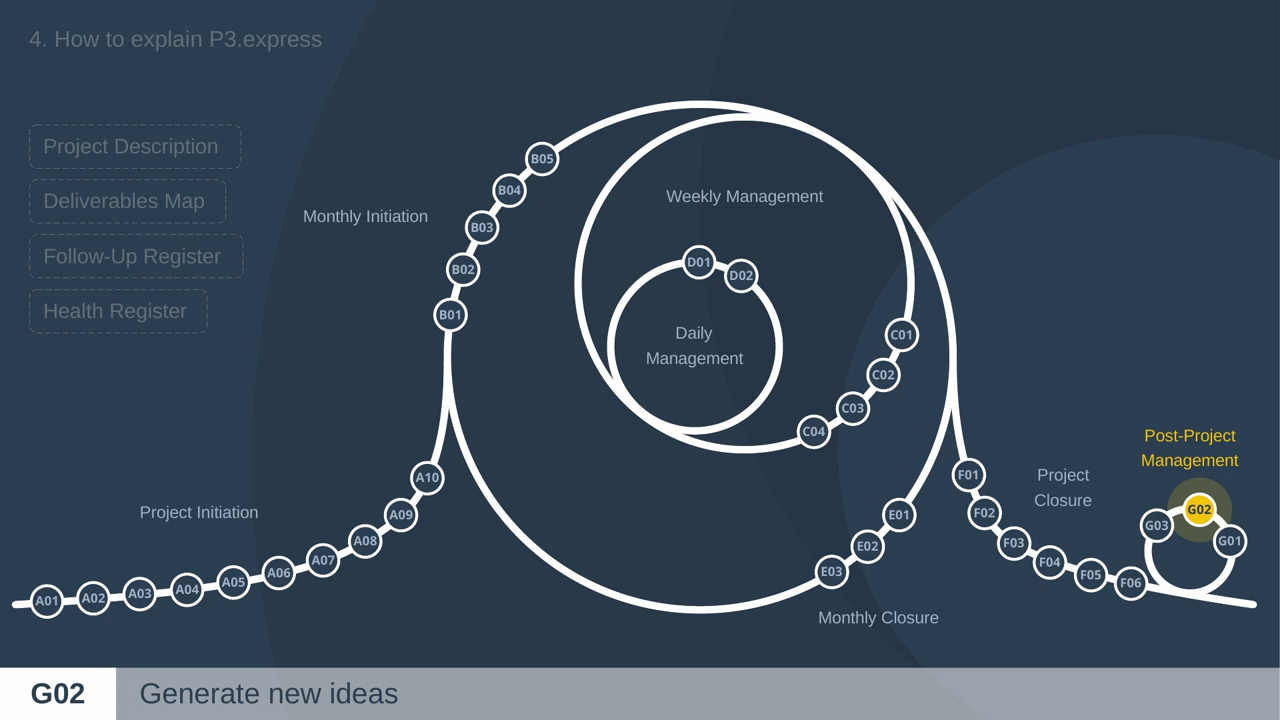 4. How to explain P3.express
Project Description
Deliverables Map
Follow-Up Register
Health Register
Monthly Initiation
B05
B04
B03
B02
B01
Weekly Management
D01
D02
Daily
Management
C01
C02
C03
C04
Project Initiation
A01
A02
A03
A04
A05
A06
A07
A08
A09
A10
E01
E02
E03
Monthly Closure
Project
Closure
F01
F02
F03
F04
F05
F06
Post-Project
Management
G03
G02
G01
G02
Generate new ideas